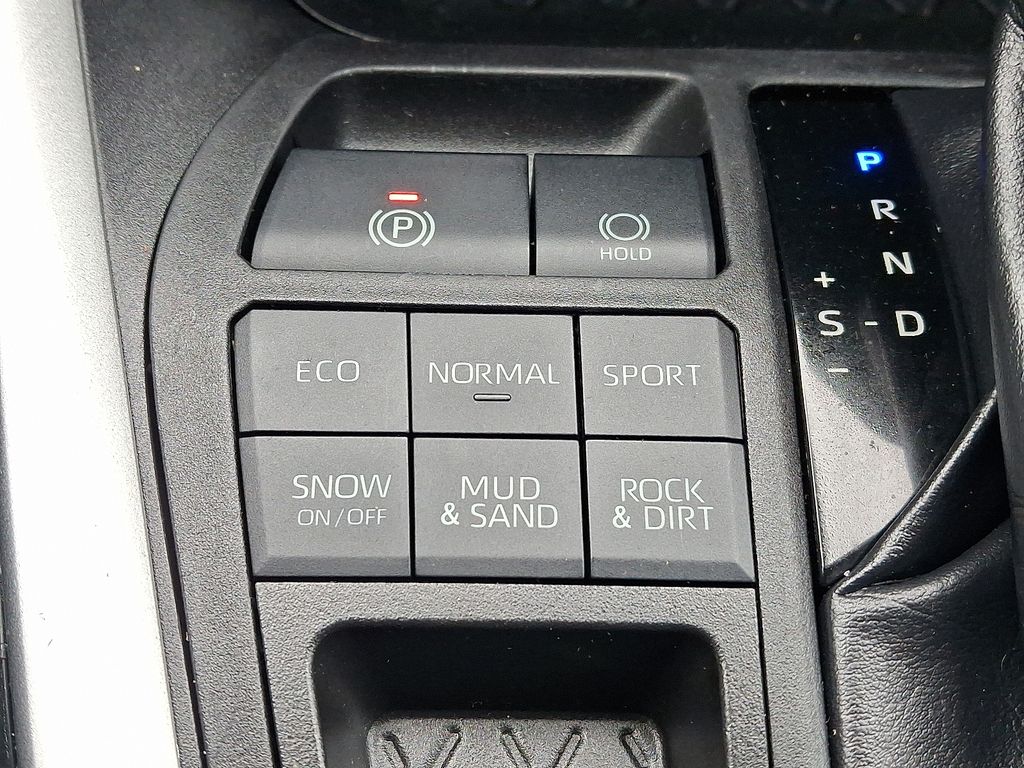 P
HOLD
ECO
NORMAL
SPORT
SNOW
ON/OFF
MUD
& SAND
ROCK
& DIRT
P
R
N
+
S - D
−